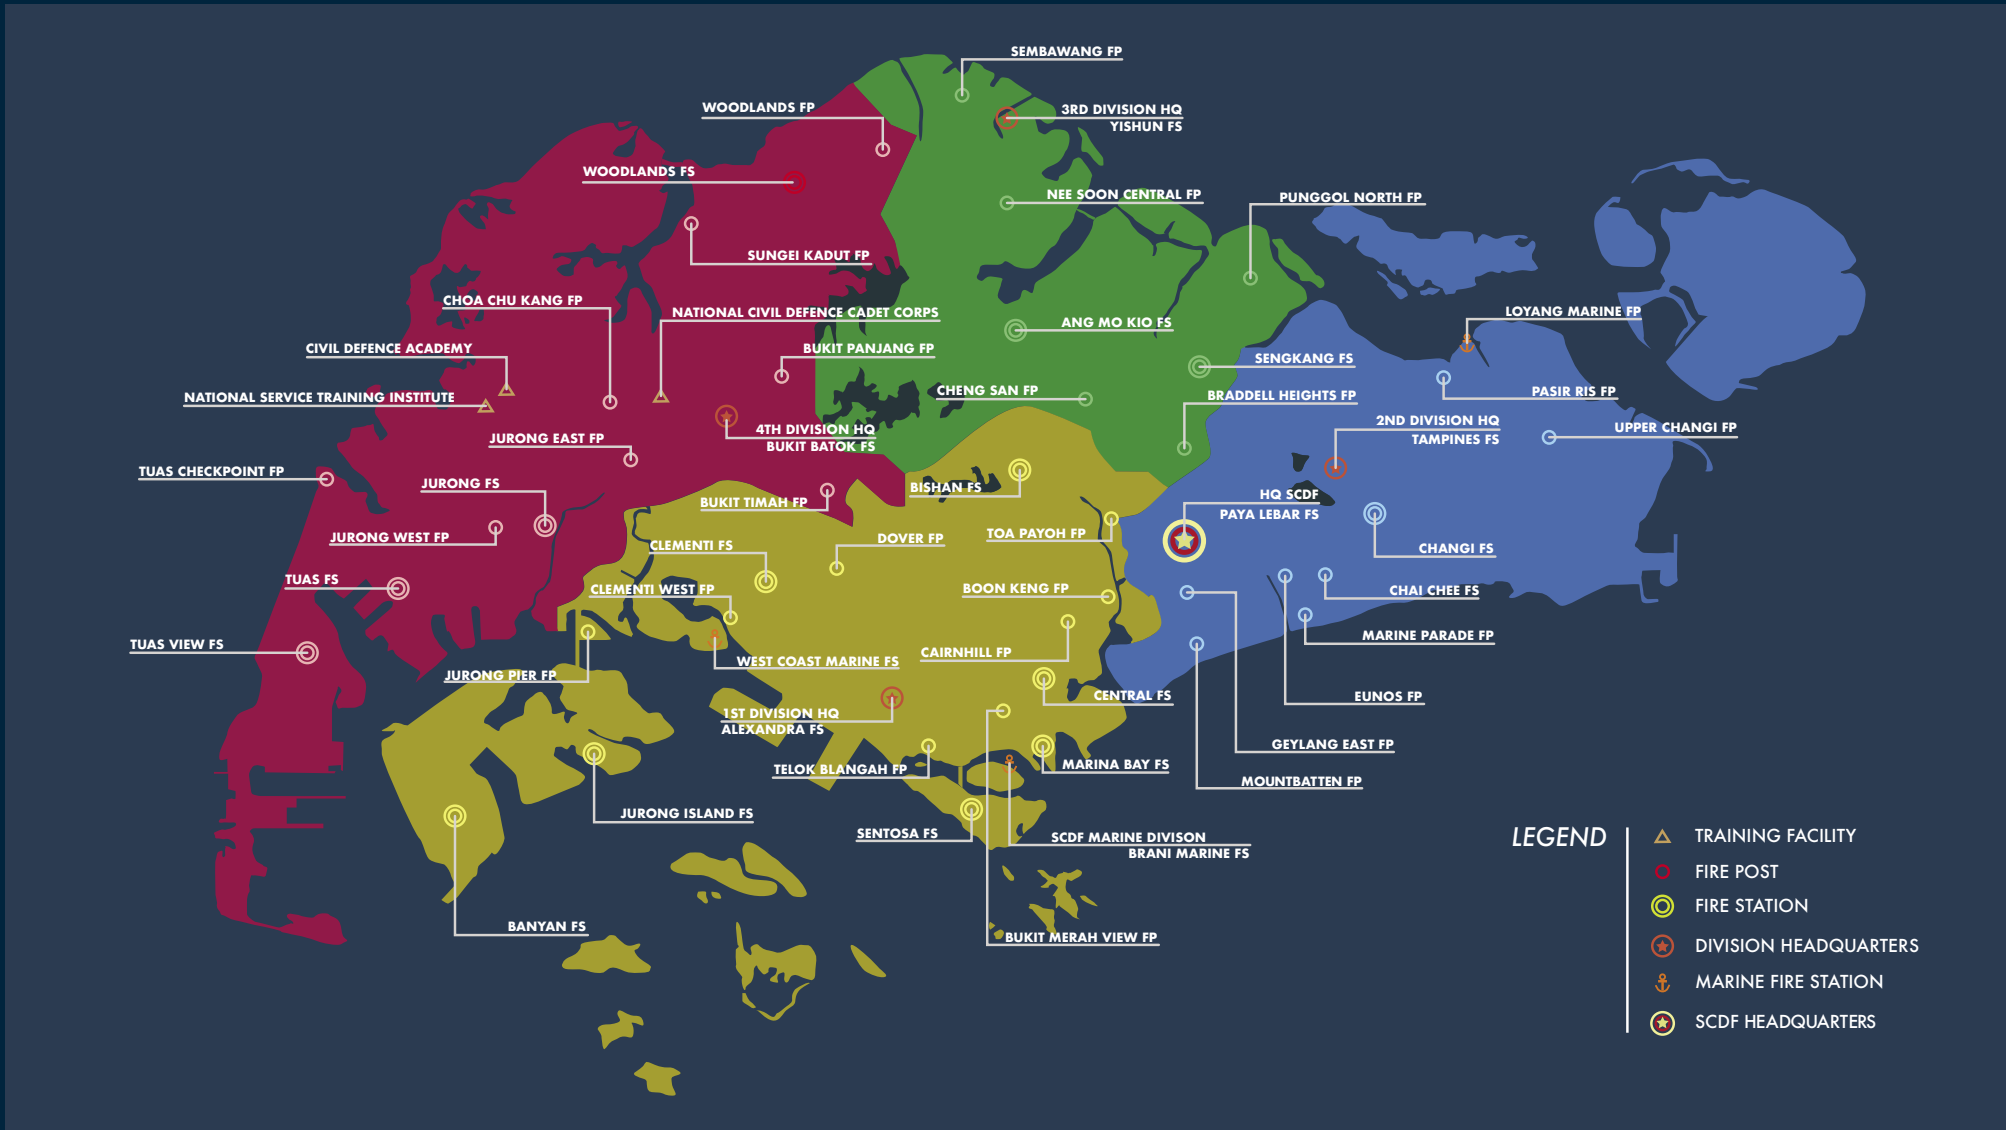 SEMBAWANG FP
WOODLANDS FP
3RD DIVISION HQ
YISHUN FS
WOODLANDS FS
NEE SOON CENTRAL FP
PUNGGOL NORTH FP
SUNGEI KADUT FP
CHOA CHU KANG FP
NATIONAL CIVIL DEFENCE CADET CORPS
LOYANG MARINE FP
ANG MO KIO FS
CIVIL DEFENCE ACADEMY
BUKIT PANJANG FP
SENGKANG FS
NATIONAL SERVICE TRAINING INSTITUTE
CHENG SAN FP
BRADDELL HEIGHTS FP
PASIR RIS FP
4TH DIVISION HQ
BUKIT BATOK FS
2ND DIVISION HQ
TAMPINES FS
UPPER CHANGI FP
JURONG EAST FP
TUAS CHECKPOINT FP
JURONG FS
BISHAN FS
BUKIT TIMAH FP
HQ SCDF
PAYA LEBAR FS
JURONG WEST FP
CLEMENTI FS
DOVER FP
TOA PAYOH FP
CHANGI FS
TUAS FS
CLEMENTI WEST FP
BOON KENG FP
CHAI CHEE FS
TUAS VIEW FS
MARINE PARADE FP
WEST COAST MARINE FS
CAIRNHILL FP
JURONG PIER FP
CENTRAL FS
EUNOS FP
1ST DIVISION HQ
ALEXANDRA FS
GEYLANG EAST FP
TELOK BLANGAH FP
MARINA BAY FS
MOUNTBATTEN FP
JURONG ISLAND FS
SENTOSA FS
SCDF MARINE DIVISON
BRANI MARINE FS
BANYAN FS
BUKIT MERAH VIEW FP
LEGEND
TRAINING FACILITY
FIRE POST
FIRE STATION
DIVISION HEADQUARTERS
MARINE FIRE STATION
SCDF HEADQUARTERS